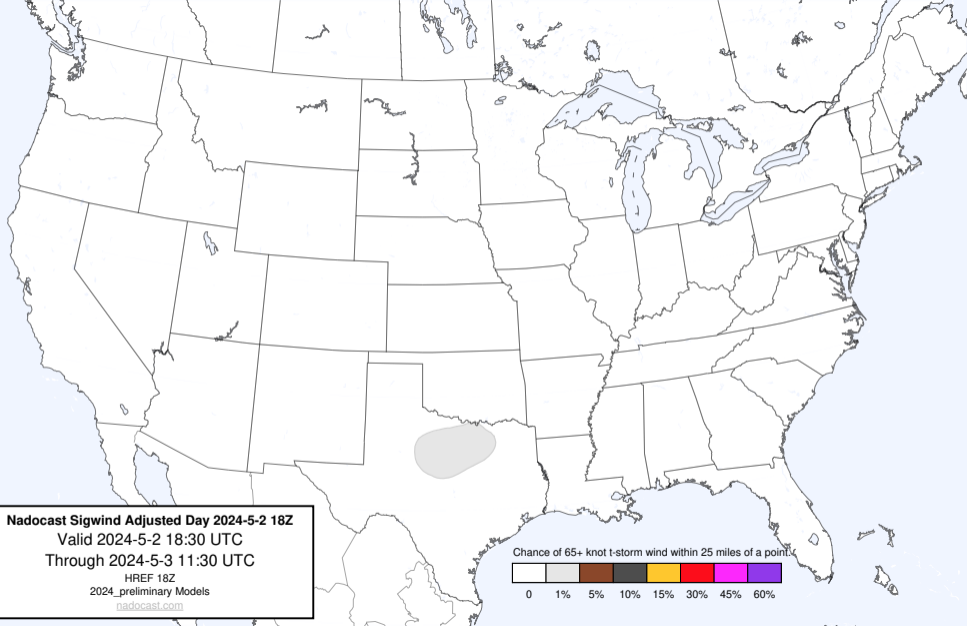 Nadocast Sigwind Adjusted Day 2024-5-2 18Z
Valid 2024-5-2 18:30 UTC
Through 2024-5-3 11:30 UTC
HREF 18Z
2024_preliminary Models
nadocast.com
Chance of 65+ knot t-storm wind within 25 miles of a point.
0 1% 5% 10% 15% 30% 45% 60%